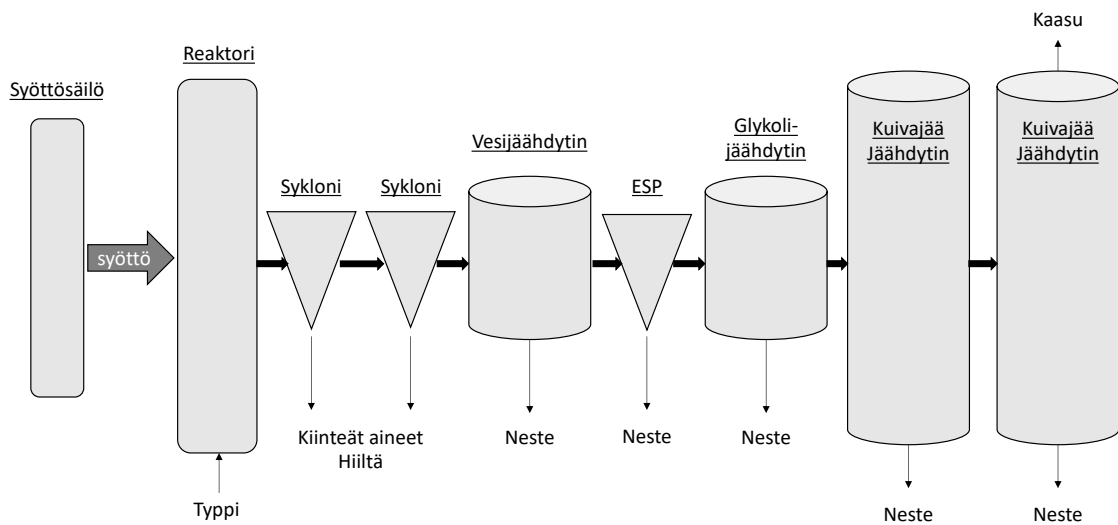 Syöttösäilö
syöttö
Reaktori
Typpi
Sykloni
Sykloni
Kiinteät aineet
Hiiltä
Vesijäähdytin
Neste
ESP
Neste
Glykoli-
jäähdytin
Neste
Kuivajää
Jäähdytin
Neste
Kaasu
Kuivajää
Jäähdytin
Neste